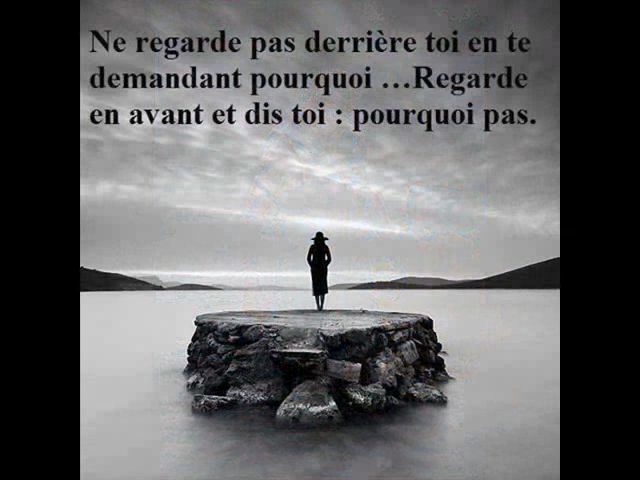 Ne regarde pas derrière toi en te
demandant pourquoi ...Regarde
en avant et dis toi : pourquoi pas.